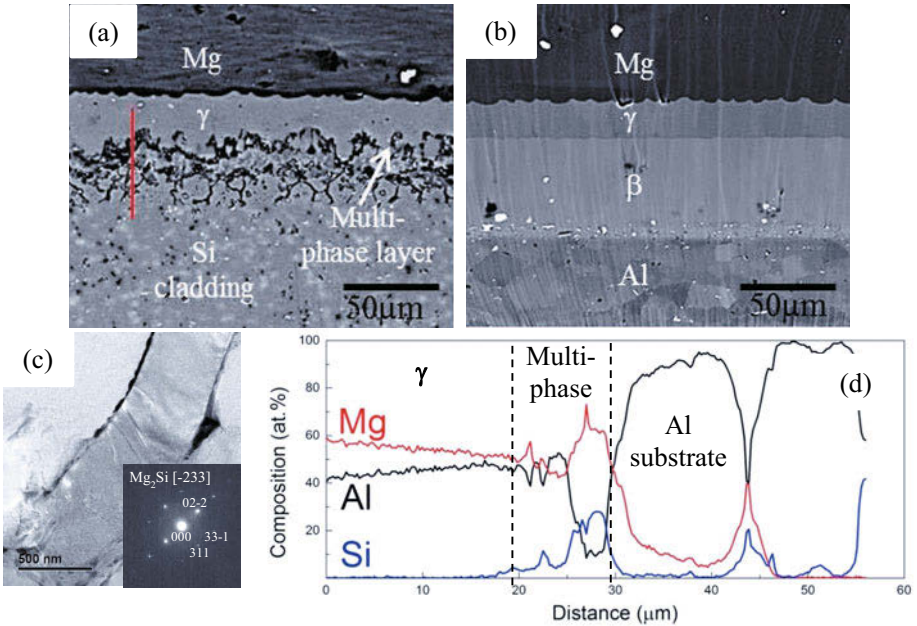 (a)
Mg
γ
Multi-
phase layer
Si
cladding
50μm
(b)
Mg
γ
β
Al
50μm
(c)
Mg2Si [-233]
02-2
000
33-1
311
500 nm
(d)
Composition (at.%)
100
80
60
40
20
0
10
20
30
40
50
60
Distance (μm)
γ
Multi-
phase
Al
substrate
Mg
Al
Si